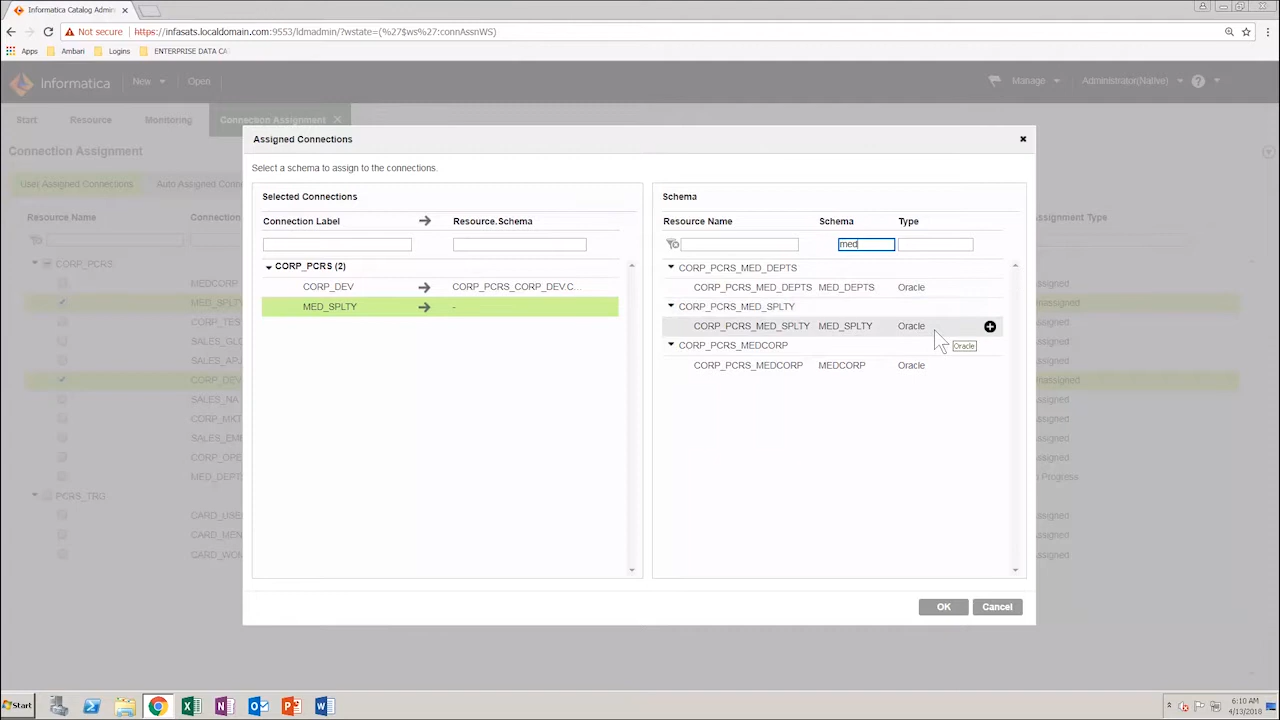 Informatica Catalog Admin
Not secure https://infasats.localdomain.com:9553/ldmadmin/?wstate=(%27$ws%27:connAssnWS)
Apps Ambari Logins ENTERPRISE DATA CA
Informatica New Open Manage Administrator(Native)
Start Resource Monitoring Connection Assignment
Connection Assignment
User Assigned Connections Auto Assigned Conn
Resource Name Connection ssignment Type
CORP_PCRS
MEDCORP ssigned
MED_SPLTY nassigned
CORP_TES ssigned
SALES_GLO ssigned
SALES_AP ssigned
CORP_DEV nassigned
SALES_NA ssigned
CORP_MKT ssigned
SALES_EME ssigned
CORP_OPE ssigned
MED_DEPT Progress
PCRS_TRG
CARD_USE ssigned
CARD_MEN ssigned
CARD_WOM ssigned
Assigned Connections
Select a schema to assign to the connections.
Selected Connections
Connection Label Resource.Schema
CORP_PCRS (2)
CORP_DEV CORP_PCRS_CORP_DEV.C...
MED_SPLTY -
Schema
Resource Name Schema Type
med
CORP_PCRS_MED_DEPTS
CORP_PCRS_MED_DEPTS MED_DEPTS Oracle
CORP_PCRS_MED_SPLTY
CORP_PCRS_MED_SPLTY MED_SPLTY Oracle
Oracle
CORP_PCRS_MEDCORP
CORP_PCRS_MEDCORP MEDCORP Oracle
OK Cancel
Start
6:10 AM
4/13/2018